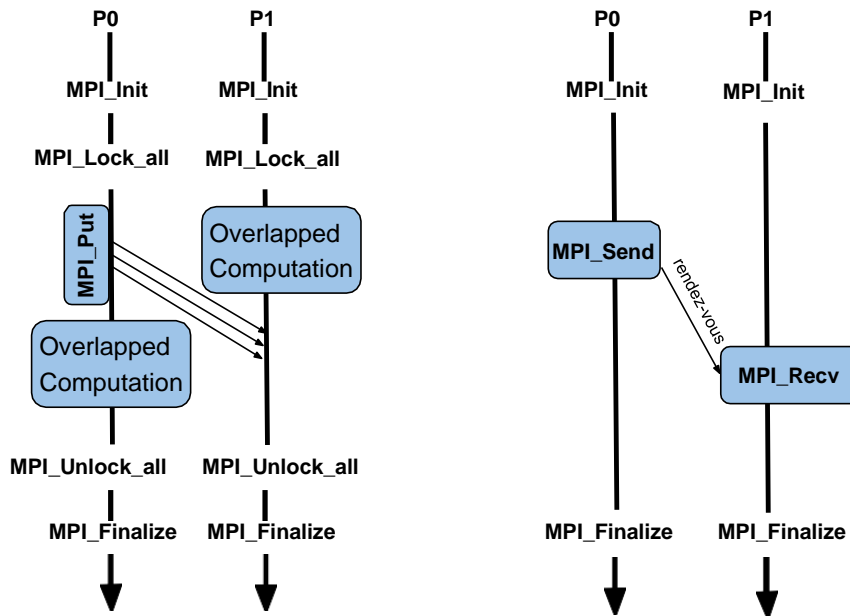 P0
P1
MPI_Init
MPI_Init
MPI_Lock_all
MPI_Lock_all
MPI_Put
Overlapped
Computation
Overlapped
Computation
MPI_Unlock_all
MPI_Unlock_all
MPI_Finalize
MPI_Finalize
P0
P1
MPI_Init
MPI_Init
MPI_Send
rendez-vous
MPI_Recv
MPI_Finalize
MPI_Finalize